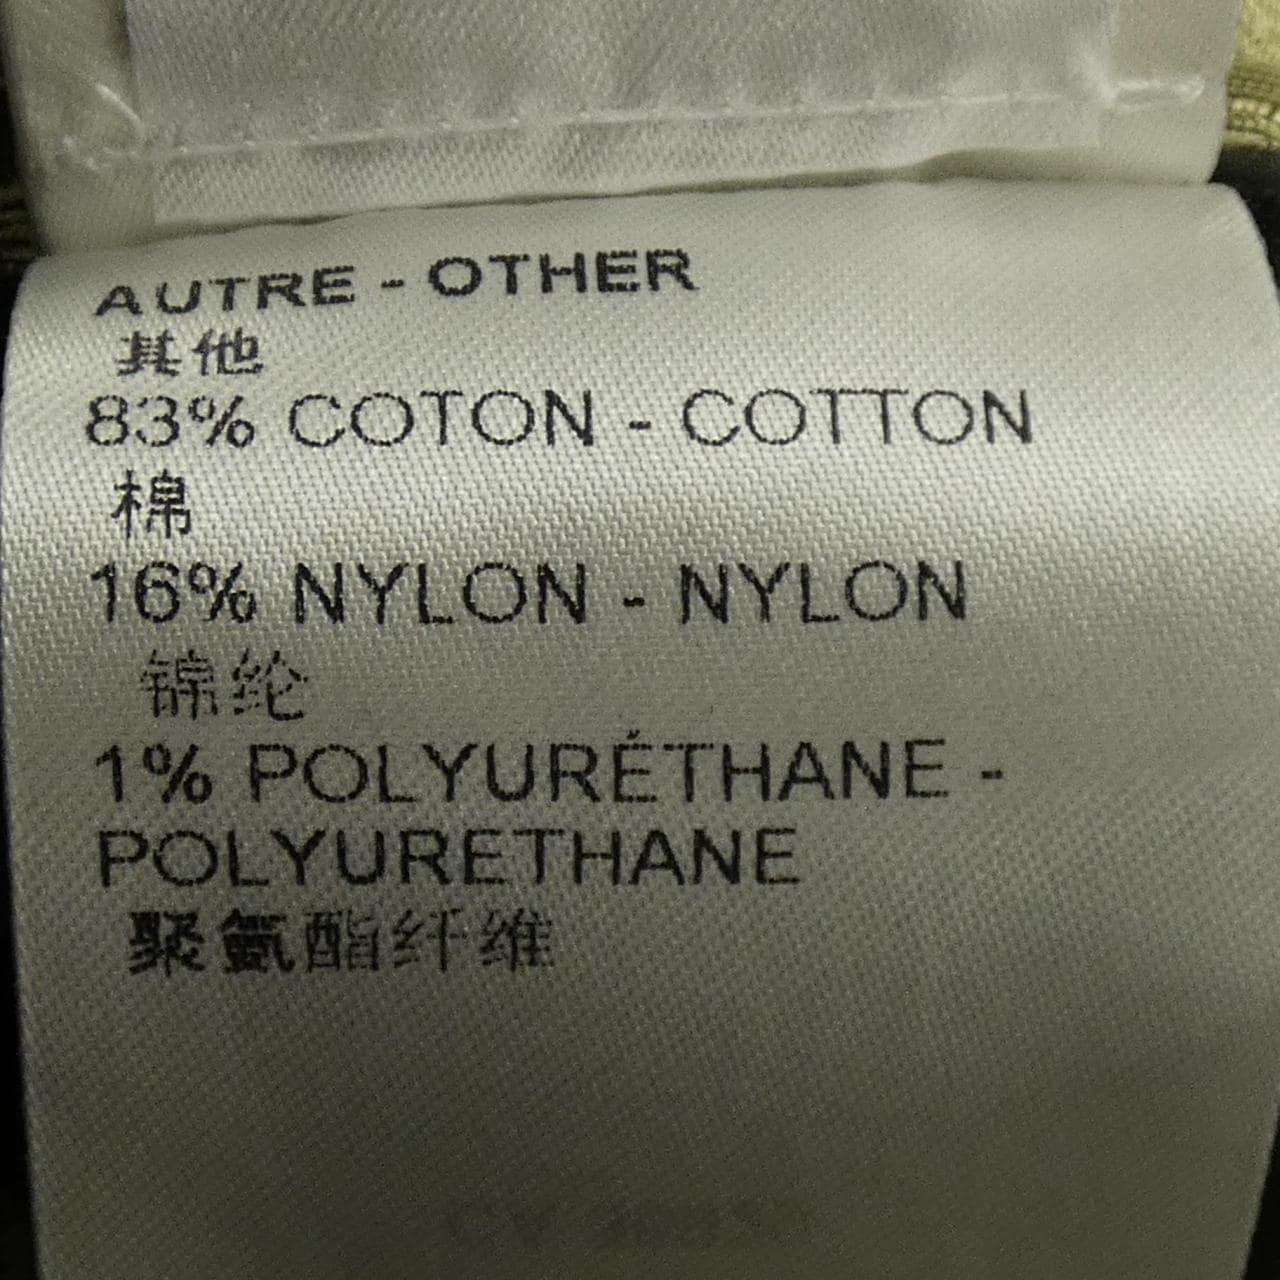 AUTRE - OTHER
其他
83% COTON - COTTON
棉
16% NYLON - NYLON
锦纶
1% POLYURÉTHANE -
POLYURETHANE
聚氨酯纤维